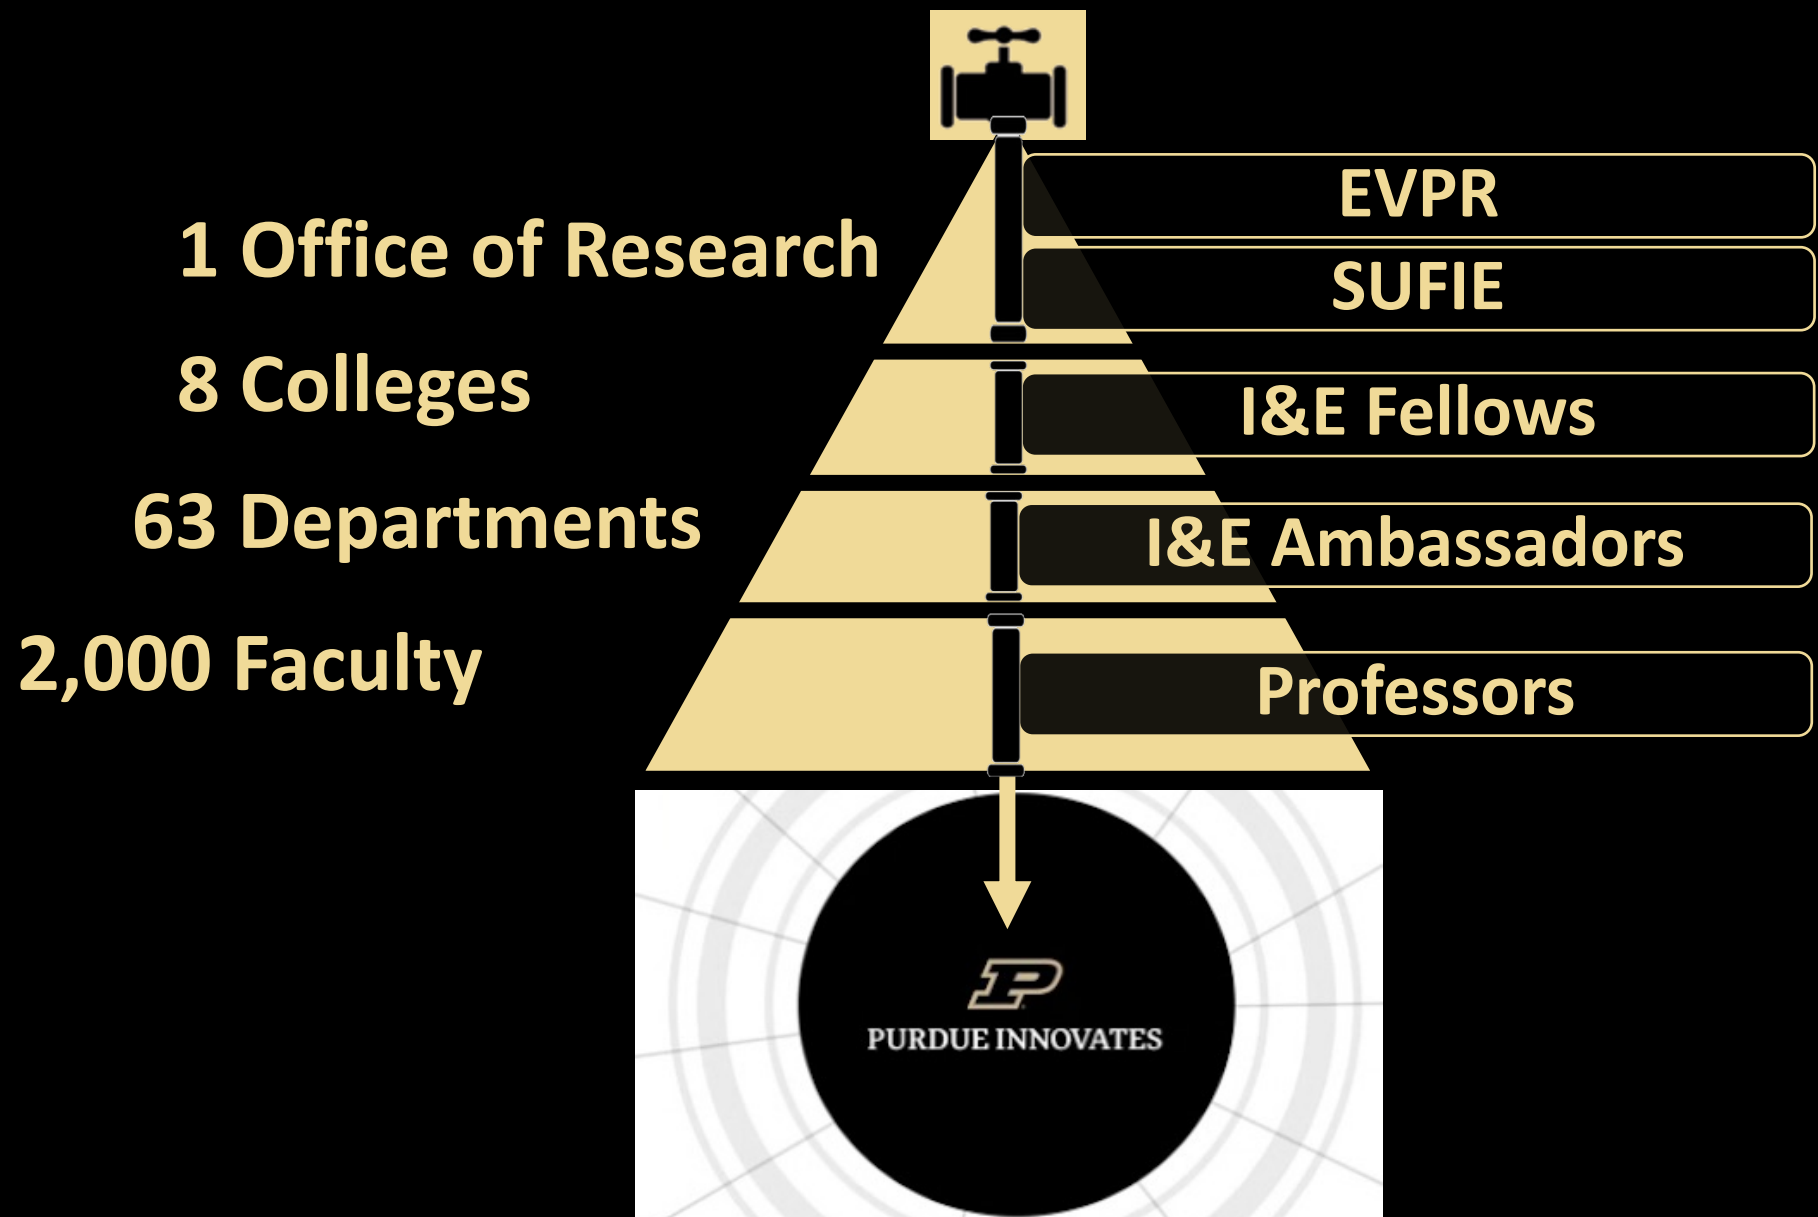 1 Office of Research
8 Colleges
63 Departments
2,000 Faculty
EVPR
SUFIE
I&E Fellows
I&E Ambassadors
Professors
P
PURDUE INNOVATES